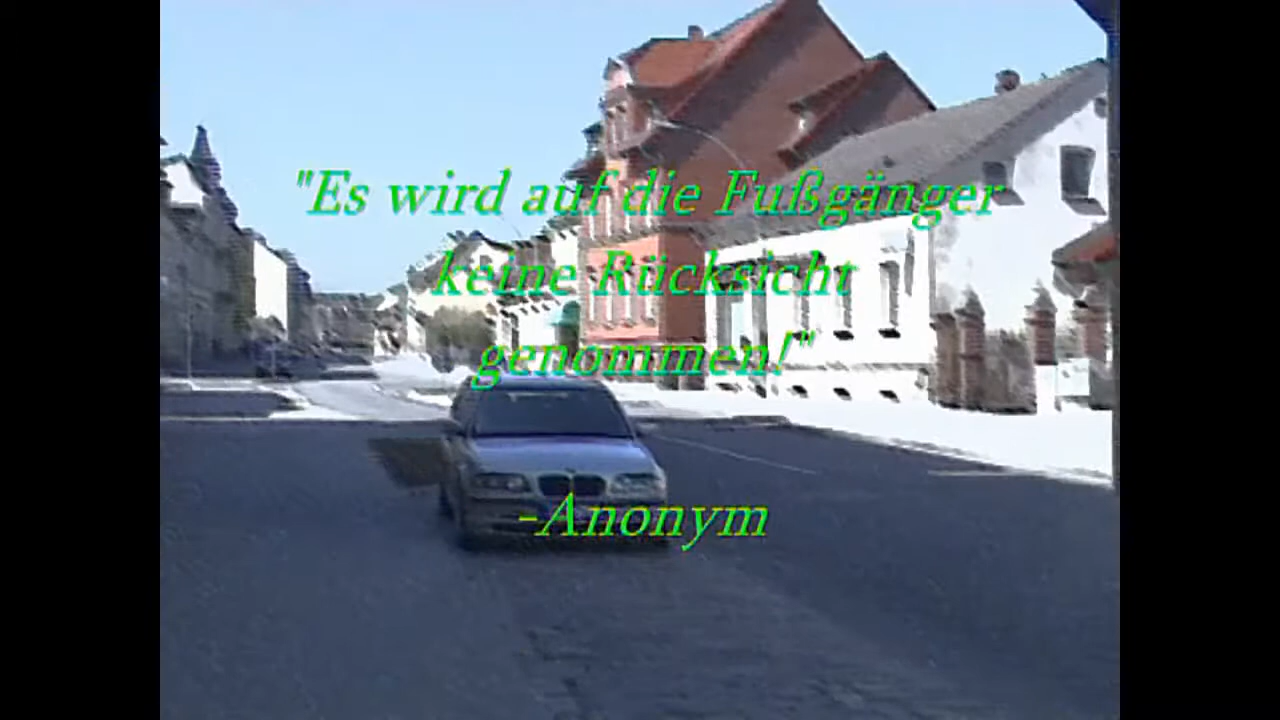 "Es wird auf die Fußgänger
keine Rücksicht
genommen!"
-Anonym